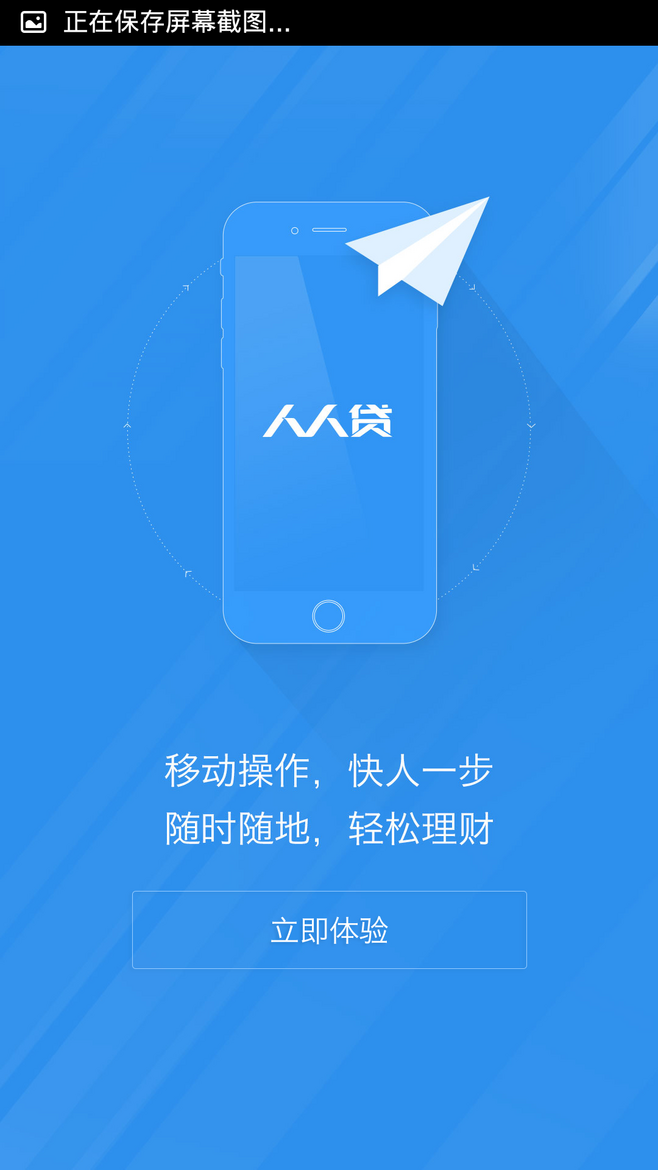 正在保存屏幕截图...
人人贷
移动操作，快人一步
随时随地，轻松理财
立即体验